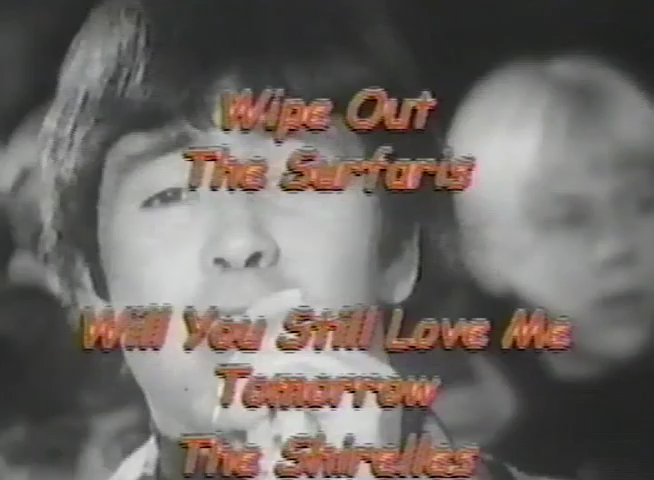 Wipe Out
The Surfaris
Will You Still Love Me
Tomorrow
The Shirelles